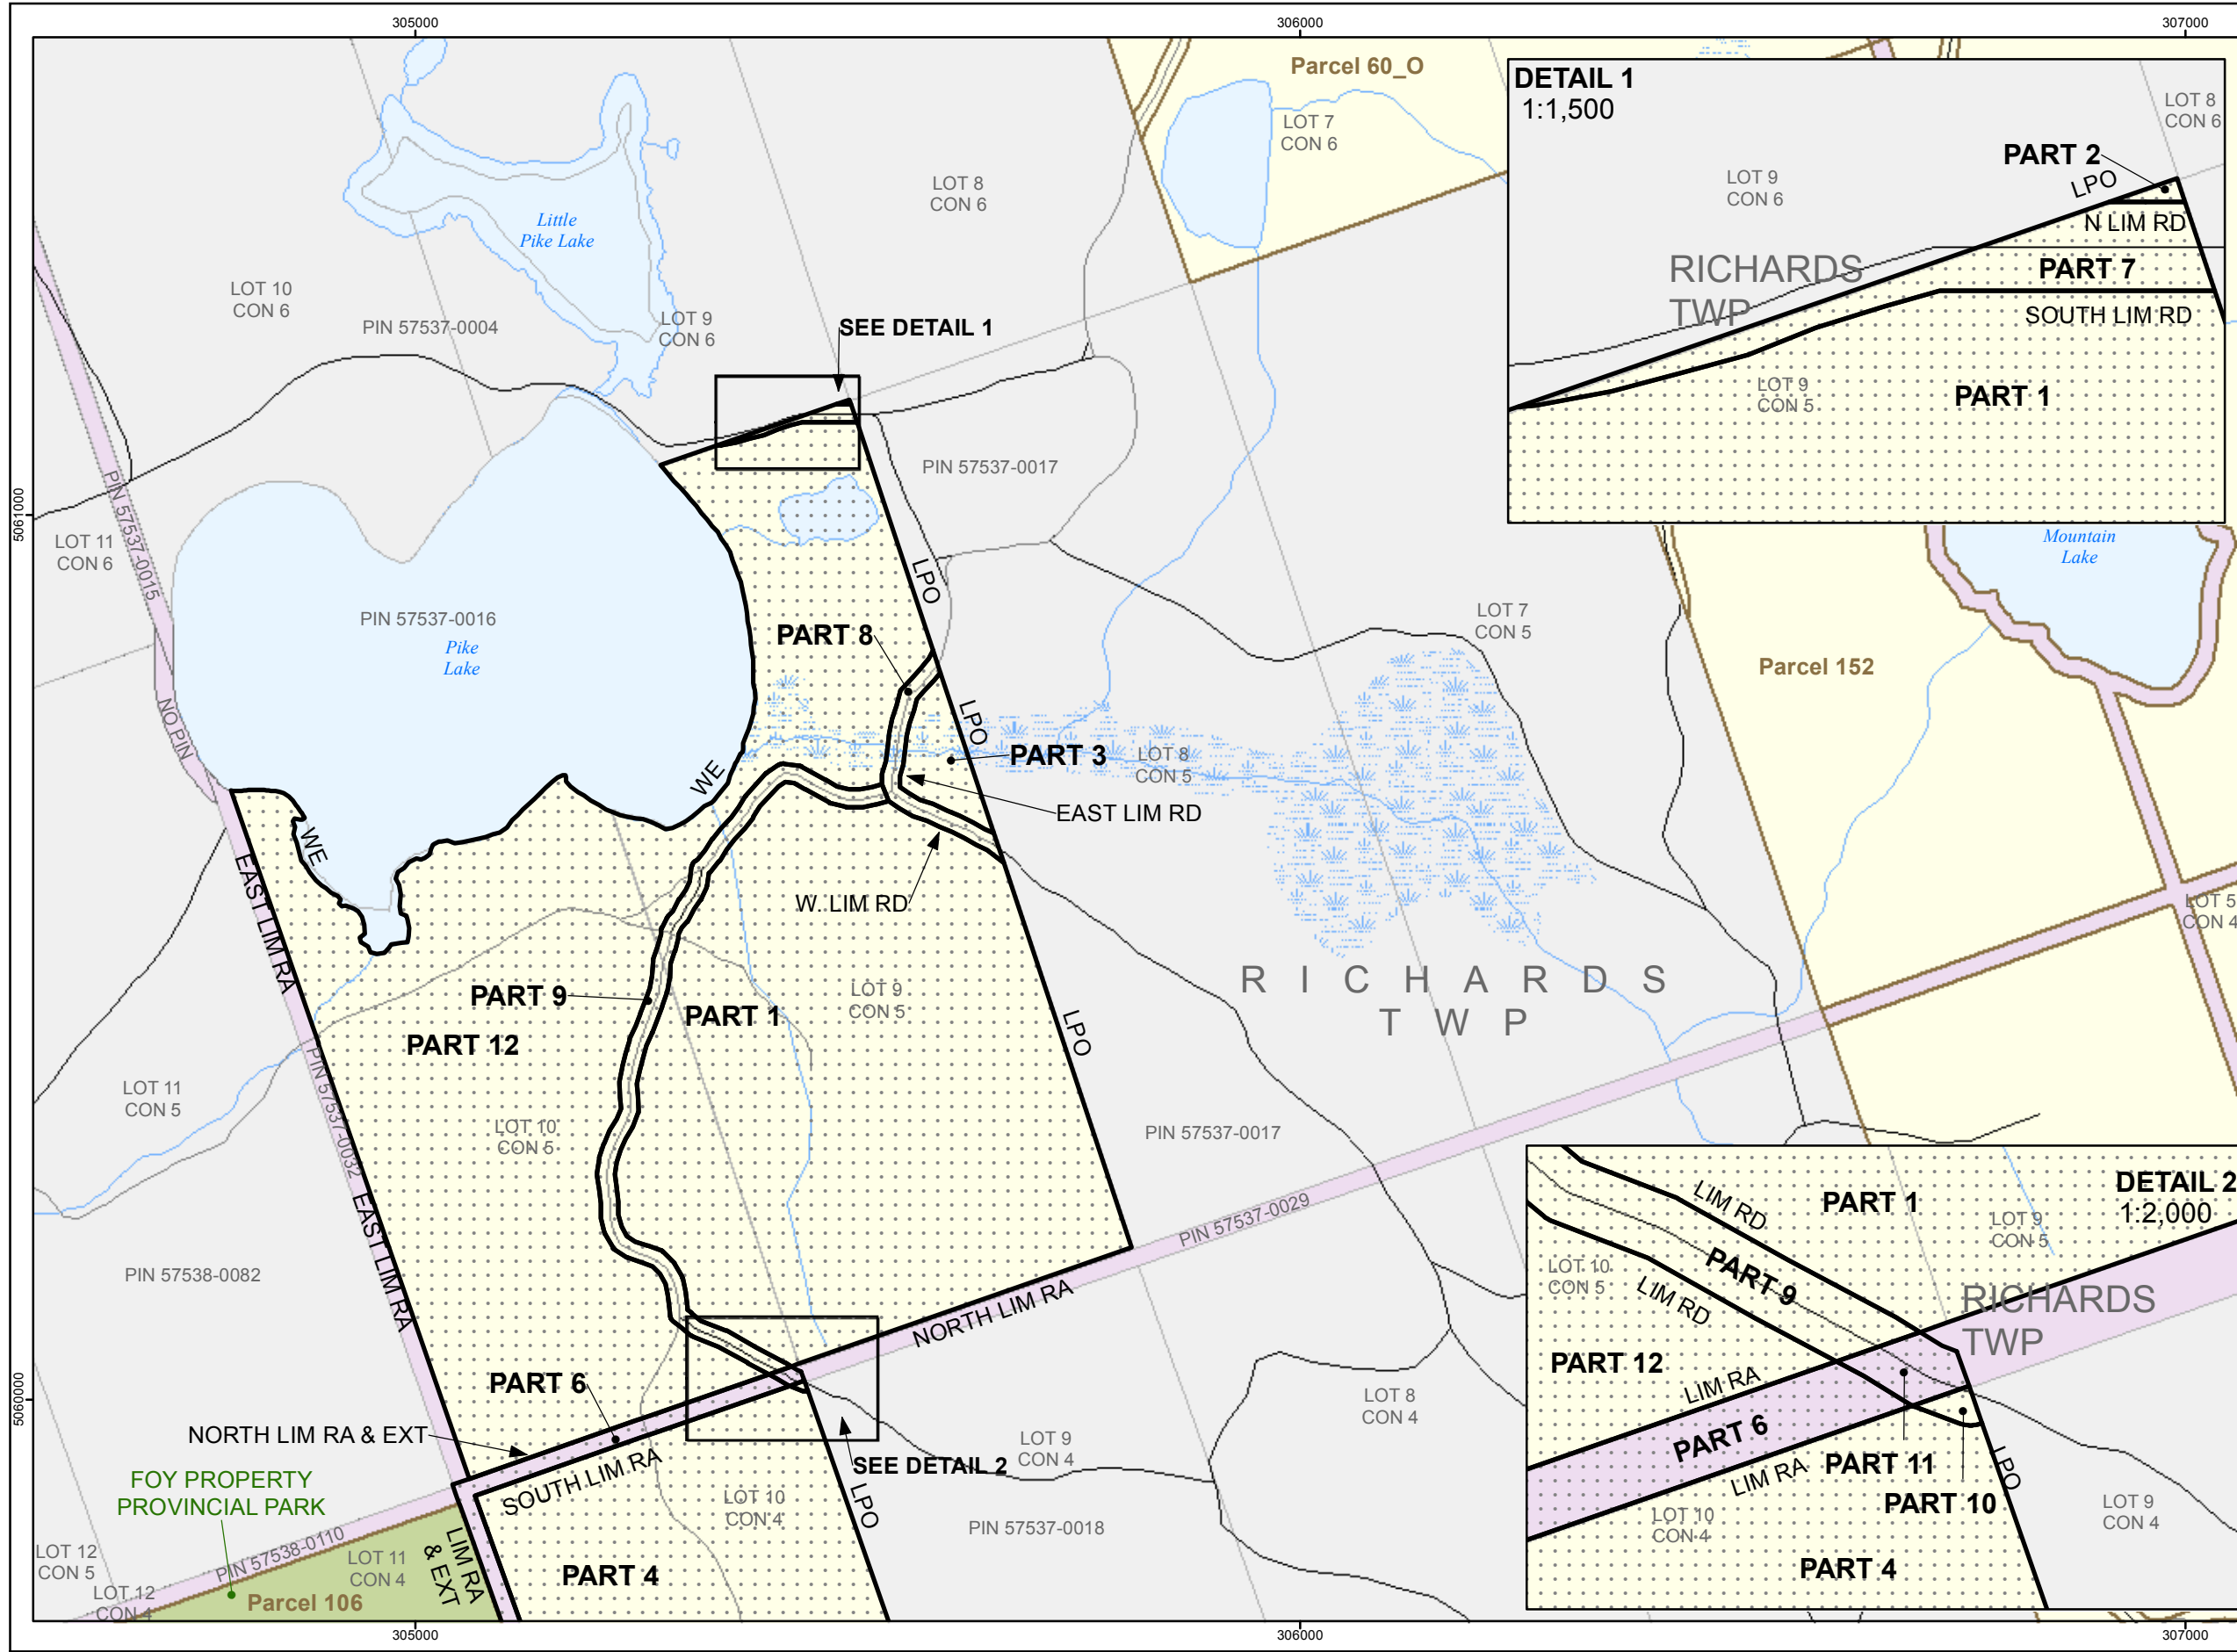 305000
306000
307000
Parcel 60_O
DETAIL 1
1:1,500
LOT 8
CON 6
LOT 7
CON 6
PART 2
LPO
LOT 9
CON 6
N LIM RD
LOT 8
CON 6
Little
Pike Lake
RICHARDS
TWP
PART 7
SOUTH LIM RD
LOT 10
CON 6
PIN 57537-0004
LOT 9
CON 6
SEE DETAIL 1
LOT 9
CON 5
PART 1
PIN 57537-0017
5061000
PIN 57537-0015
LOT 11
CON 6
Mountain
Lake
LPO
PIN 57537-0016
Pike
Lake
PART 8
LOT 7
CON 5
Parcel 152
NO PIN
LPO
PART 3
LOT 8
CON 5
WE
EAST LIM RD
WE
W. LIM RD
EAST LIM RA
LOT 5
CON 4
PART 9
PART 1
LOT 9
CON 5
RICHARDS
TWP
LPO
PART 12
PIN 57537-0032
LOT 11
CON 5
LOT 10
CON 5
PIN 57537-0017
PIN 57537-0029
EAST LIM RA
PIN 57538-0082
NORTH LIM RA
DETAIL 2
1:2,000
LIM RD
PART 1
LOT 9
CON 5
LOT 10
CON 5
PART 9
LIM RD
RICHARDS
TWP
PART 12
LIM RA
PART 6
LIM RA
PART 11
PART 10
LPO
LOT 10
CON 4
LOT 9
CON 4
PART 4
5060000
PART 6
LOT 8
CON 4
NORTH LIM RA & EXT
SOUTH LIM RA
LOT 9
CON 4
SEE DETAIL 2
FOY PROPERTY
PROVINCIAL PARK
LOT 10
CON 4
LPO
PIN 57537-0018
PIN 57538-0110
LOT 12
CON 5
LOT 11
CON 4
LIM RA
& EXT
PART 4
LOT 12
CON 4
Parcel 106
305000
306000
307000